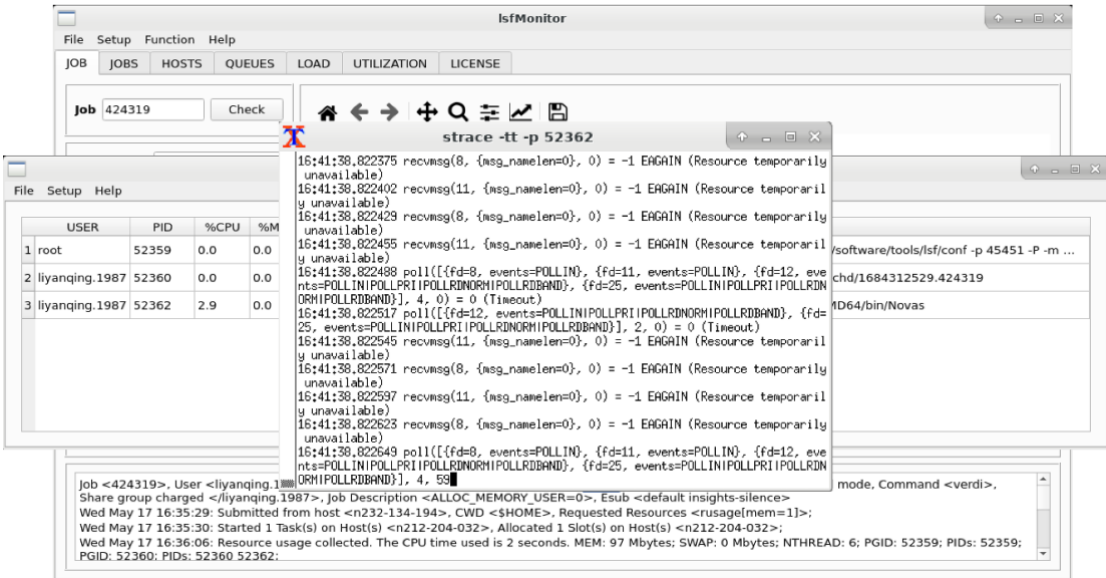 lsfMonitor
File Setup Function Help
JOB JOBS HOSTS QUEUES LOAD UTILIZATION LICENSE
Job 424319 Check
strace -tt -p 52362
File Setup Help
USER PID %CPU %M
1 root 52359 0.0 0.0 /software/tools/lsf/conf -p 45451 -P -m ...
2 liyanqing.1987 52360 0.0 0.0 chd/1684312529.424319
3 liyanqing.1987 52362 2.9 0.0 MD64/bin/Novas
16:41:38.822375 recvmsg(8, {msg_namelen=0}, 0) = -1 EAGAIN (Resource temporarily
unavailable)
16:41:38.822402 recvmsg(11, {msg_namelen=0}, 0) = -1 EAGAIN (Resource temporaril
y unavailable)
16:41:38.822429 recvmsg(8, {msg_namelen=0}, 0) = -1 EAGAIN (Resource temporarily
unavailable)
16:41:38.822455 recvmsg(11, {msg_namelen=0}, 0) = -1 EAGAIN (Resource temporaril
y unavailable)
16:41:38.822488 poll([{fd=8, events=POLLIN}, {fd=11, events=POLLIN}, {fd=12, eve
nts=POLLIN|POLLPRI|POLLRDNORM|POLLRDBAND}, {fd=25, events=POLLIN|POLLPRI|POLLRDN
ORM|POLLRDBAND}], 4, 0) = 0 (Timeout)
16:41:38.822517 poll([{fd=12, events=POLLIN|POLLPRI|POLLRDNORM|POLLRDBAND}, {fd=
25, events=POLLIN|POLLPRI|POLLRDNORM|POLLRDBAND}], 2, 0) = 0 (Timeout)
16:41:38.822545 recvmsg(11, {msg_namelen=0}, 0) = -1 EAGAIN (Resource temporaril
y unavailable)
16:41:38.822571 recvmsg(8, {msg_namelen=0}, 0) = -1 EAGAIN (Resource temporarily
unavailable)
16:41:38.822597 recvmsg(11, {msg_namelen=0}, 0) = -1 EAGAIN (Resource temporaril
y unavailable)
16:41:38.822623 recvmsg(8, {msg_namelen=0}, 0) = -1 EAGAIN (Resource temporarily
unavailable)
16:41:38.822649 poll([{fd=8, events=POLLIN}, {fd=11, events=POLLIN}, {fd=12, eve
nts=POLLIN|POLLPRI|POLLRDNORM|POLLRDBAND}, {fd=25, events=POLLIN|POLLPRI|POLLRDN
ORM|POLLRDBAND}], 4, 59
Job <424319>, User <liyanqing.1 mode, Command <verdi>,
Share group charged </liyanqing.1987>, Job Description <ALLOC_MEMORY_USER=0>, Esub <default insights-silence>
Wed May 17 16:35:29: Submitted from host <n232-134-194>, CWD <$HOME>, Requested Resources <rusage[mem=1]>;
Wed May 17 16:35:30: Started 1 Task(s) on Host(s) <n212-204-032>, Allocated 1 Slot(s) on Host(s) <n212-204-032>;
Wed May 17 16:36:06: Resource usage collected. The CPU time used is 2 seconds. MEM: 97 Mbytes; SWAP: 0 Mbytes; NTHREAD: 6; PGID: 52359; PIDs: 52359;
PGID: 52360; PIDs: 52360 52362;